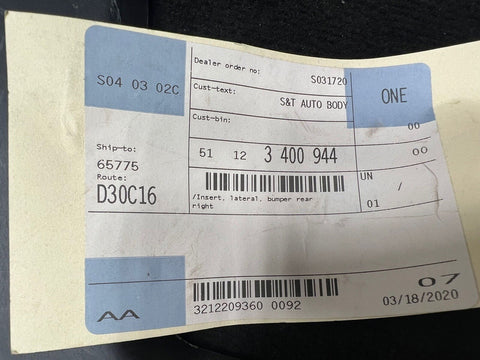 S04 03 02C
Dealer order no:
S031720
ONE
Cust-text:
S&T AUTO BODY
Cust-bin:
00
Ship-to:
65775
Route:
D30C16
51 12 3 400 944
00
/Insert, lateral, bumper rear
right
UN
/
01
AA
3212209360 0092
07
03/18/2020